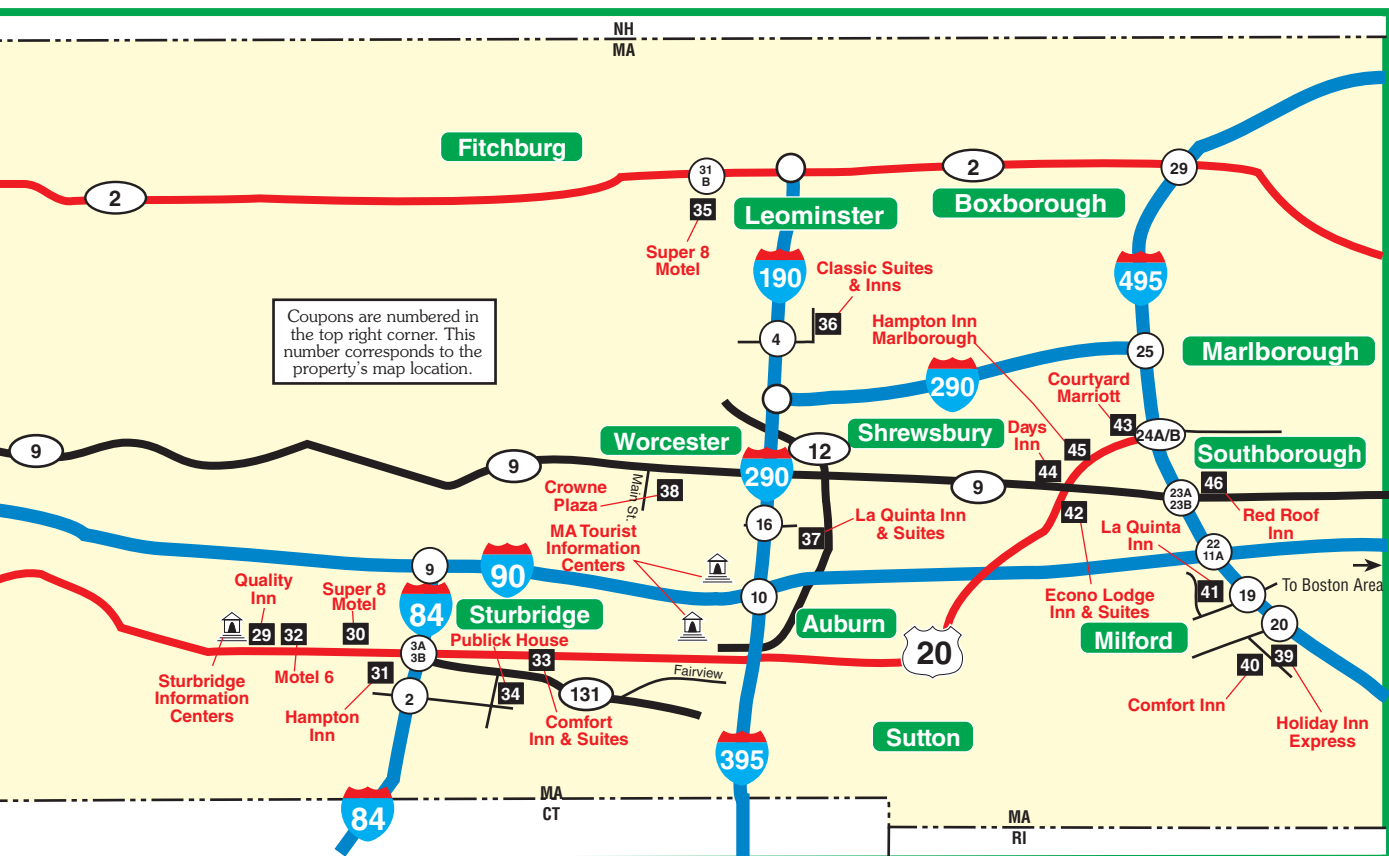 NH
MA
Fitchburg
2
31
B
2
29
35
Leominster
Boxborough
Super 8
Motel
190
Classic Suites
& Inns
495
Coupons are numbered in
the top right corner. This
number corresponds to the
property's map location.
36
4
Hampton Inn
Marlborough
25
Marlborough
290
Courtyard
Marriott
9
9
Worcester
12
Shrewsbury
Days
Inn
45
43
24A/B
Southborough
290
44
Crowne
Plaza
Main St.
38
9
23A
23B
46
Red Roof
Inn
MA Tourist
Information
Centers
16
37
La Quinta Inn
& Suites
42
La Quinta
Inn
22
11A
9
90
84
Sturbridge
10
Auburn
Econo Lodge
Inn & Suites
41
19
To Boston Area
Milford
20
Quality
Inn
Super 8
Motel
29
32
30
Motel 6
3A
3B
Publick House
33
20
40
39
Sturbridge
Information
Centers
31
Hampton
Inn
2
34
131
Fairview
Comfort
Inn & Suites
Comfort Inn
Holiday Inn
Express
395
Sutton
84
MA
CT
MA
RI